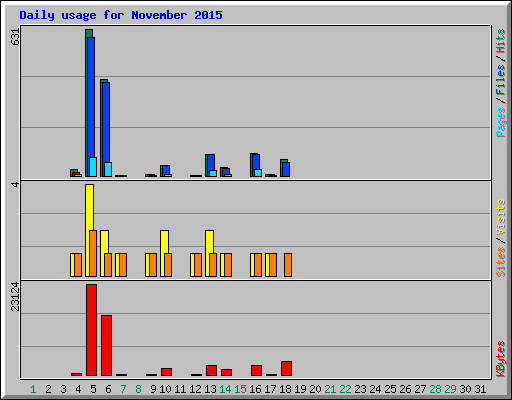 Daily usage for November 2015
631
4
23124
Pages / Files / Hits
Sites / Visits
KBytes
1 2 3 4 5 6 7 8 9 10 11 12 13 14 15 16 17 18 19 20 21 22 23 24 25 26 27 28 29 30 31